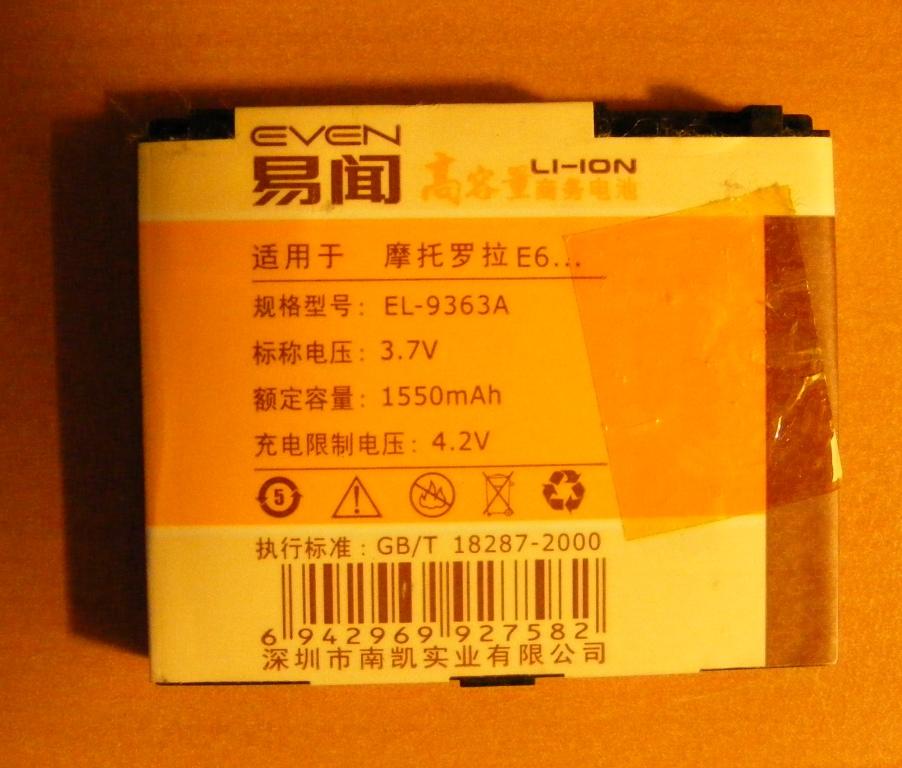 EVEN
易闻 高容量 LI-ION
商务电池
适用于 摩托罗拉 E6...
规格型号: EL-9363A
标称电压: 3.7V
额定容量: 1550mAh
充电限制电压: 4.2V
5
执行标准: GB/T 18287-2000
6 942969 927582
深圳市南凯实业有限公司